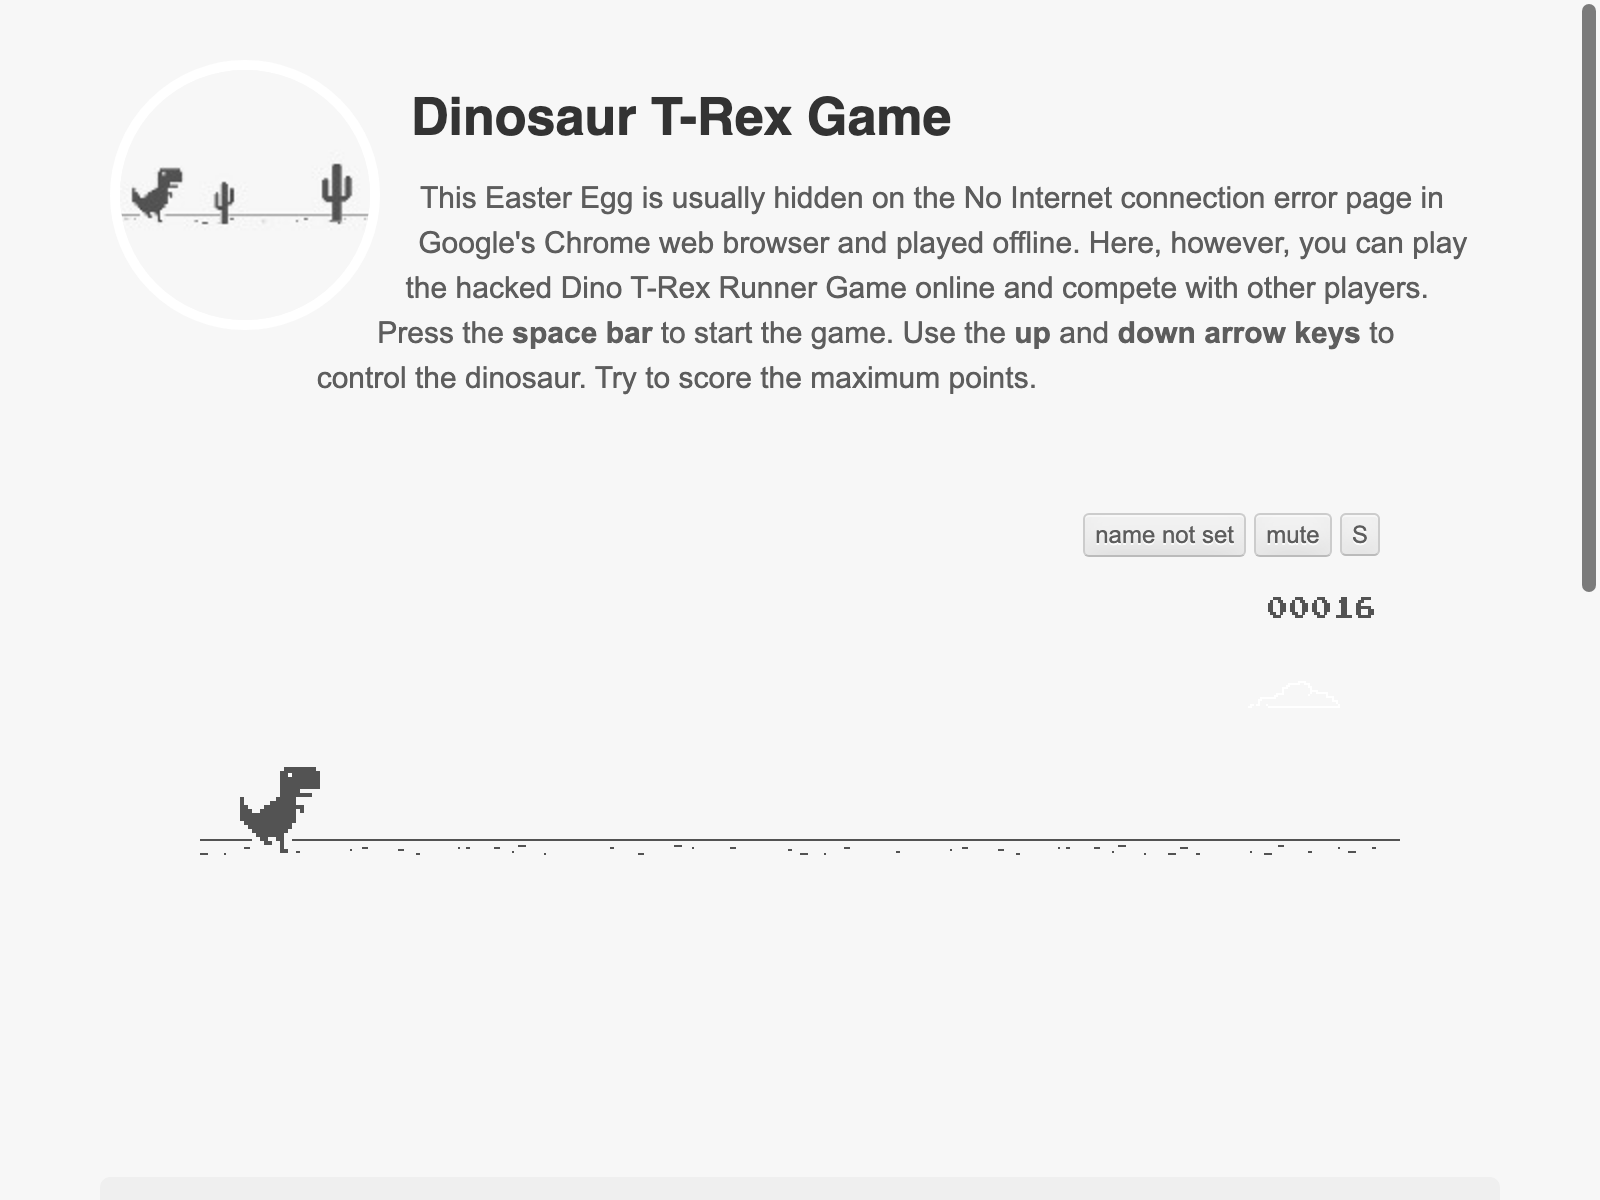 Dinosaur T-Rex Game
This Easter Egg is usually hidden on the No Internet connection error page in
Google's Chrome web browser and played offline. Here, however, you can play
the hacked Dino T-Rex Runner Game online and compete with other players.
Press the space bar to start the game. Use the up and down arrow keys to
control the dinosaur. Try to score the maximum points.
name not set mute S
00016